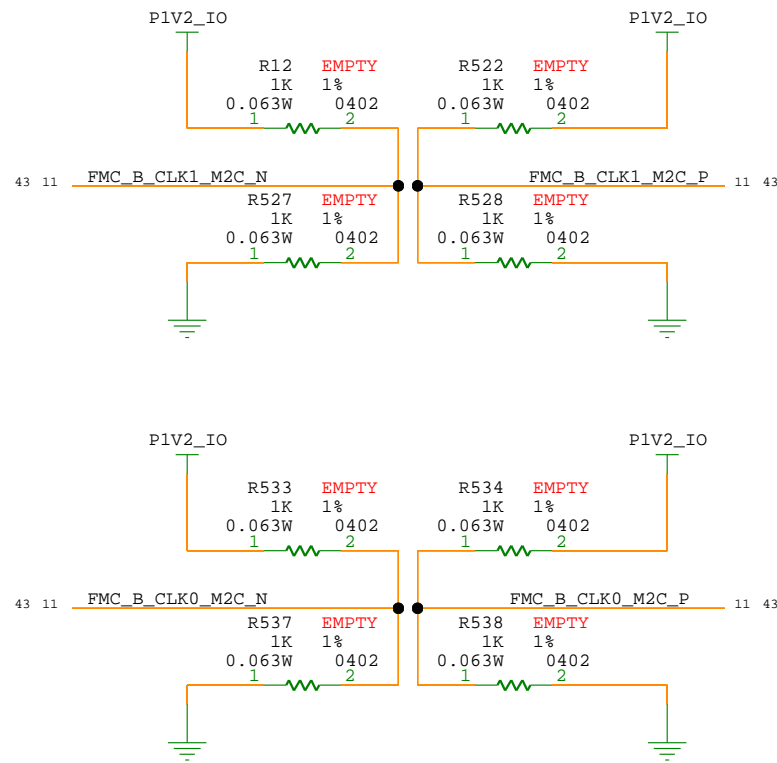 P1V2_IO P1V2_IO
R12 EMPTY R522 EMPTY
1K 1% 1K 1%
0.063W 0402 0.063W 0402
1 2 1 2
43 11 FMC_B_CLK1_M2C_N FMC_B_CLK1_M2C_P 11 43
R527 EMPTY R528 EMPTY
1K 1% 1K 1%
0.063W 0402 0.063W 0402
1 2 1 2
P1V2_IO P1V2_IO
R533 EMPTY R534 EMPTY
1K 1% 1K 1%
0.063W 0402 0.063W 0402
1 2 1 2
43 11 FMC_B_CLK0_M2C_N FMC_B_CLK0_M2C_P 11 43
R537 EMPTY R538 EMPTY
1K 1% 1K 1%
0.063W 0402 0.063W 0402
1 2 1 2